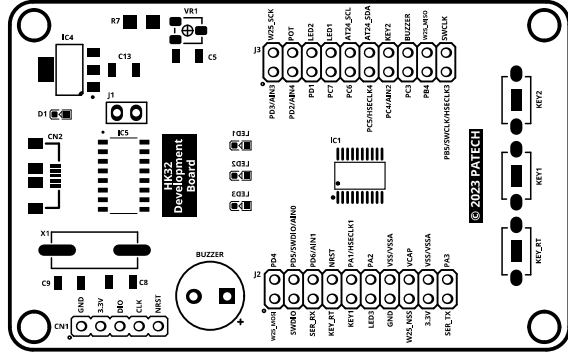 R7
VR1
IC4
C13
C5
W25_SCK
POT
LED2
LED1
AT24_SCL
AT24_SDA
KEY2
BUZZER
W25_MISO
SWCLK
J3
PD3/AIN3
PD2/AIN4
PD1
PC7
PC6
PC5/HSECLK4
PC4/AIN2
PC3
PB4
PB5/SWCLK/HSECLK3
KEY2
D1
J1
CN2
IC5
HK32
Development
Board
LED1
LED2
LED3
IC1
© 2023 PATECH
KEY1
KEY_RT
X1
C9
C8
BUZZER
+
GND
3.3V
DIO
CLK
NRST
CN1
J2
PD4
PD5/SWDIO/AIN0
PD6/AIN1
NRST
PA1/HSECLK1
PA2
VSS/VSSA
VCAP
VSS/VSSA
PA3
W25_MOSI
SWDIO
SER_RX
KEY_RT
KEY1
LED3
GND
W25_NSS
3.3V
SER_TX